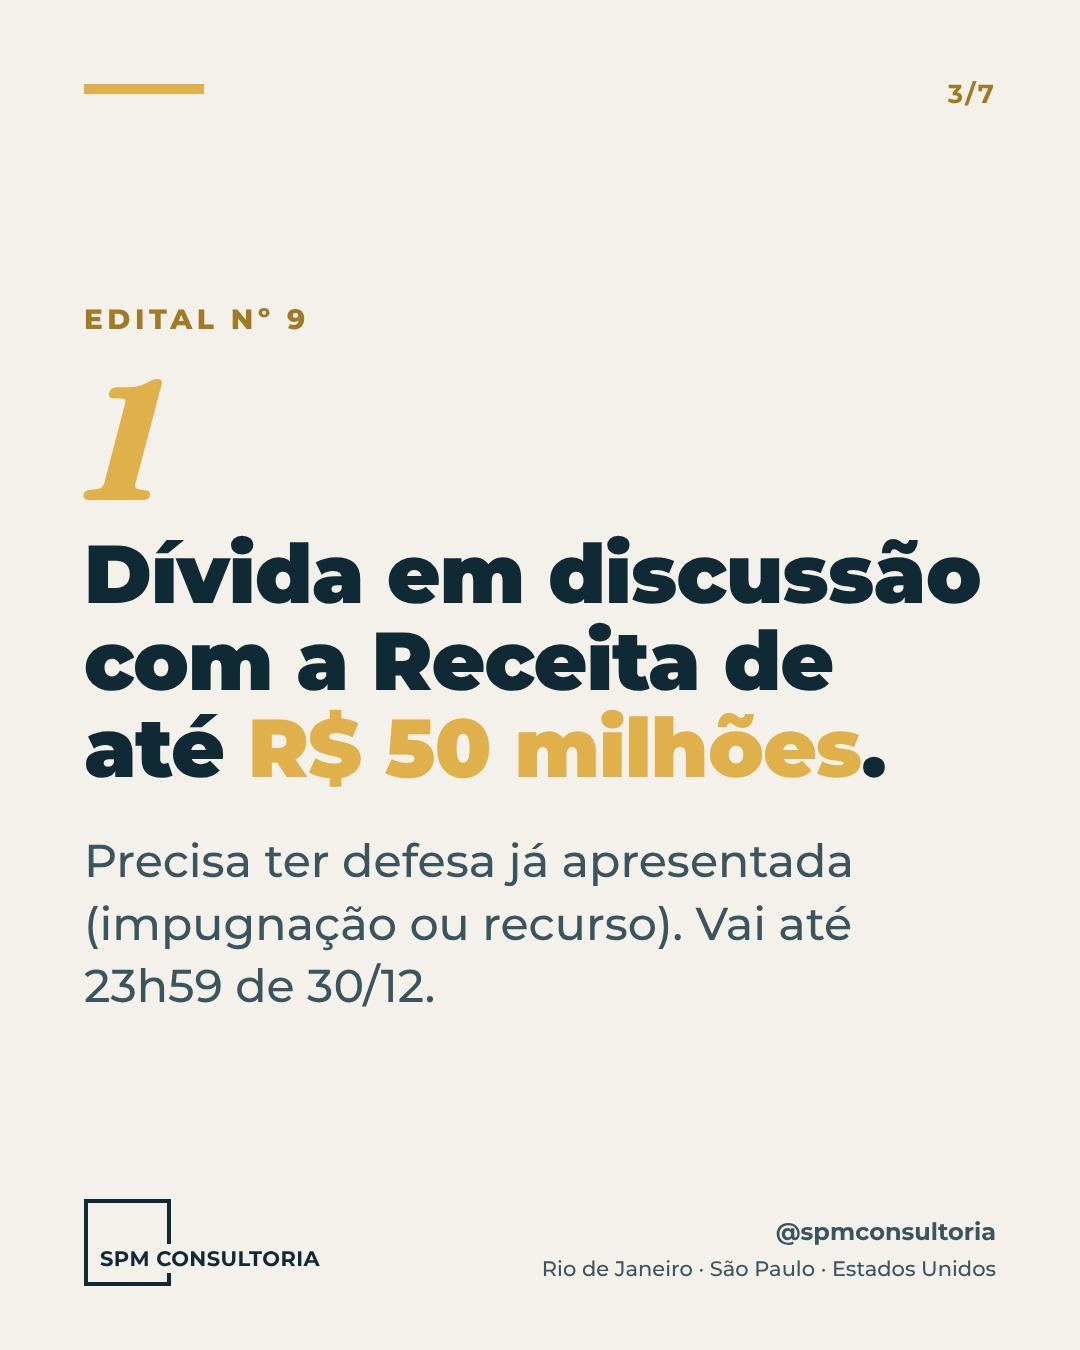 3/7
EDITAL Nº 9
1
Dívida em discussão
com a Receita de
até R$ 50 milhões.
Precisa ter defesa já apresentada
(impugnação ou recurso). Vai até
23h59 de 30/12.
SPM CONSULTORIA
@spmconsultoria
Rio de Janeiro · São Paulo · Estados Unidos